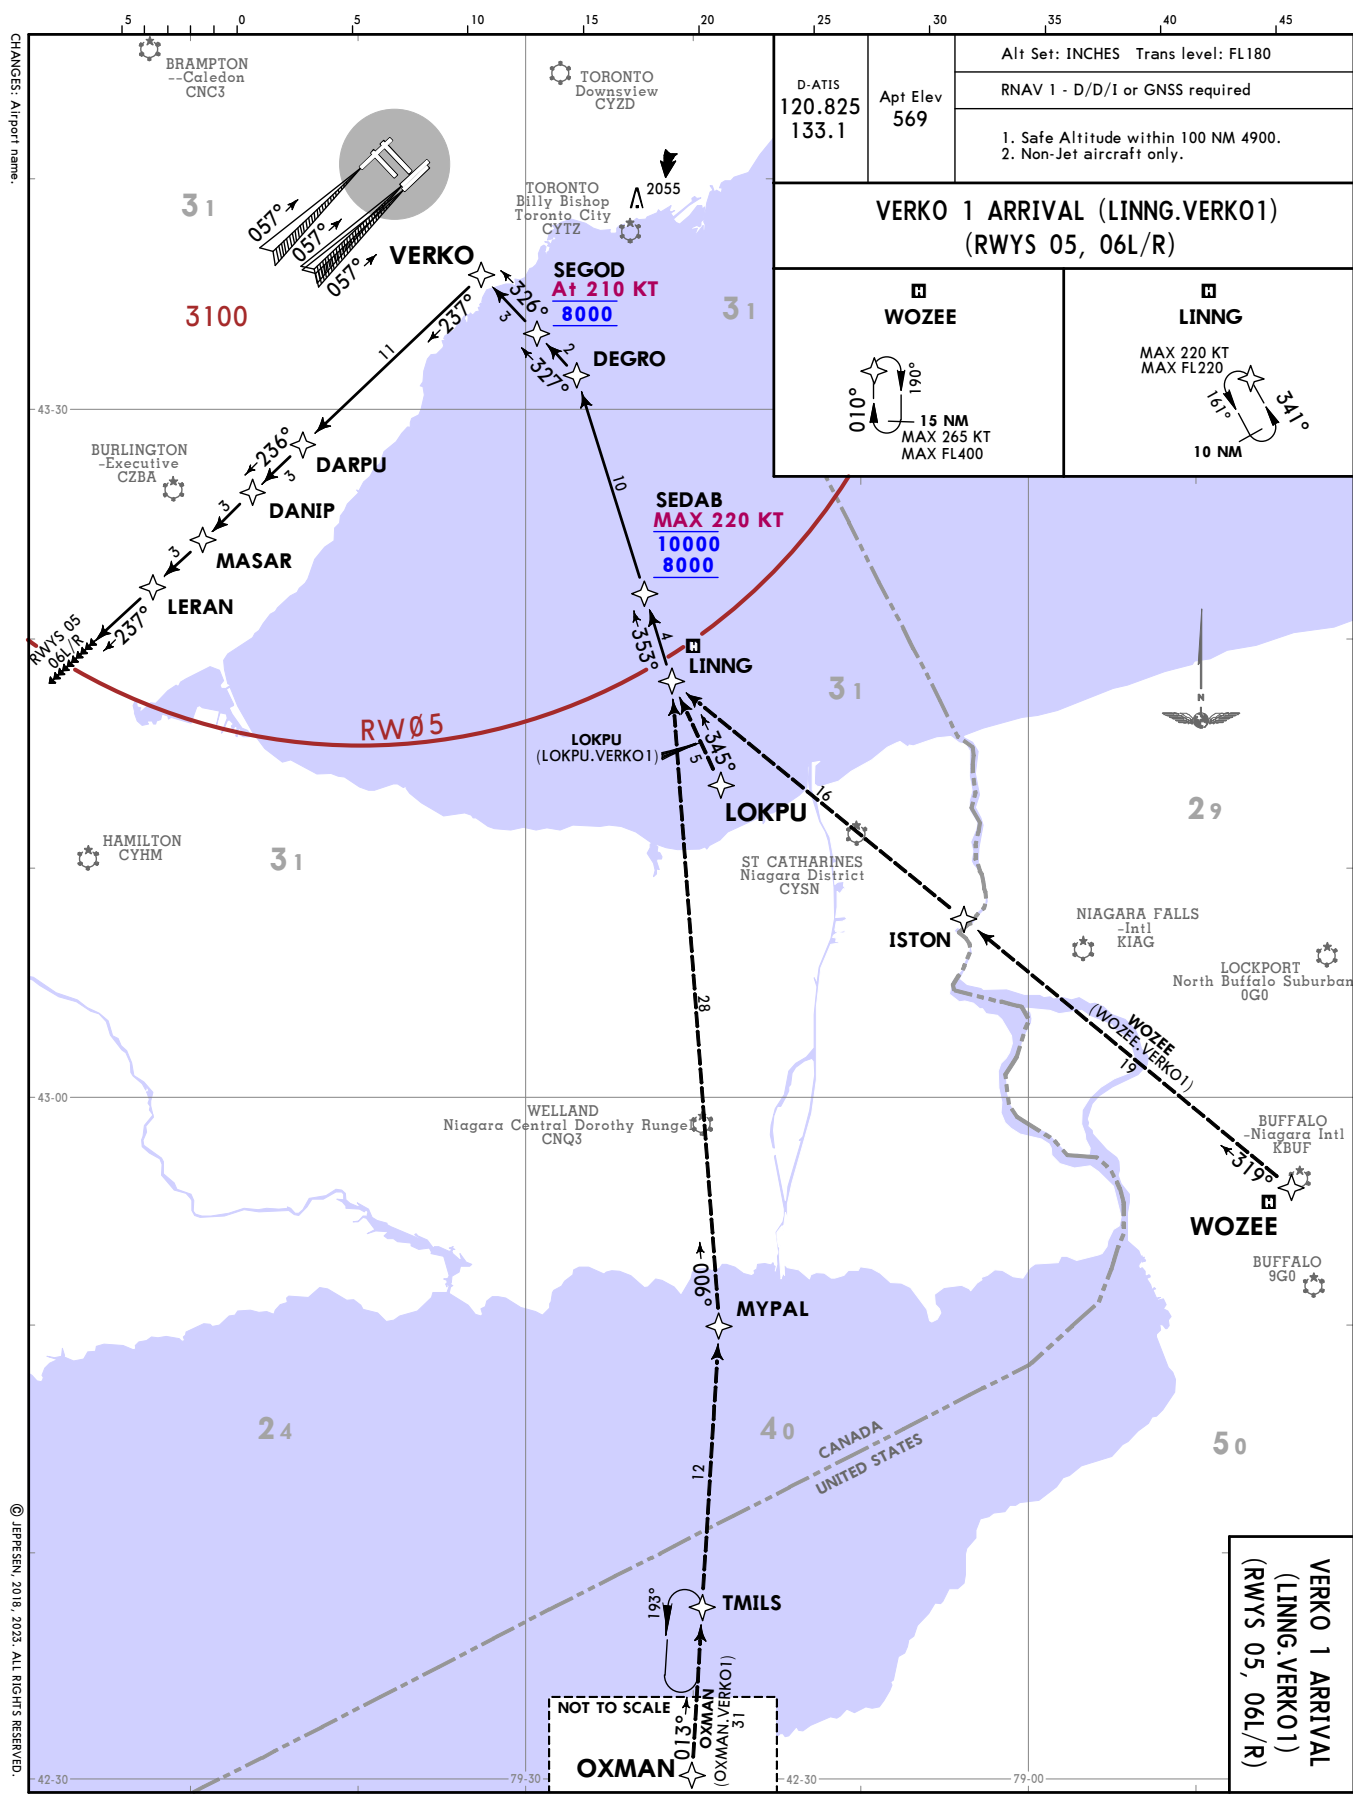 5 0 5 10 15 20 25 30 35 40 45
CHANGES: Airport name.
BRAMPTON
--Caledon
CNC3
TORONTO
Downsview
CYZD
D-ATIS
120.825
133.1
Apt Elev
569
Alt Set: INCHES Trans level: FL180
RNAV 1 - D/D/I or GNSS required
1. Safe Altitude within 100 NM 4900.
2. Non-Jet aircraft only.
VERKO 1 ARRIVAL (LINNG.VERKO1)
(RWYS 05, 06L/R)
WOZEE
010°
190°
15 NM
MAX 265 KT
MAX FL400
LINNG
MAX 220 KT
MAX FL220
161°
341°
10 NM
31
057°
057°
057°
TORONTO
Billy Bishop
Toronto City
CYTZ
2055
VERKO
326°
3
SEGOD
At 210 KT
8000
31
3100
237°
11
2
327°
DEGRO
43-30
236°
DARPU
3
BURLINGTON
-Executive
CZBA
DANIP
3
MASAR
3
LERAN
237°
RWYS 05
06L/R
10
SEDAB
MAX 220 KT
10000
8000
4
353°
LINNG
31
RWØ5
LOKPU
(LOKPU.VERKO1)
345°
5
LOKPU
16
N
29
HAMILTON
CYHM
31
ST CATHARINES
Niagara District
CYSN
ISTON
NIAGARA FALLS
-Intl
KIAG
LOCKPORT
North Buffalo Suburban
0G0
28
WOZEE
(WOZEE.VERKO1)
19
43-00
WELLAND
Niagara Central Dorothy Rungel
CNQ3
BUFFALO
-Niagara Intl
KBUF
319°
WOZEE
BUFFALO
9G0
006°
MYPAL
24
40
CANADA
UNITED STATES
50
12
193°
TMILS
NOT TO SCALE
013°
OXMAN
(OXMAN.VERKO1)
31
OXMAN
42-30
79-30
42-30
79-00
VERKO 1 ARRIVAL
(LINNG.VERKO1)
(RWYS 05, 06L/R)
© JEPPESEN, 2018, 2023. ALL RIGHTS RESERVED.